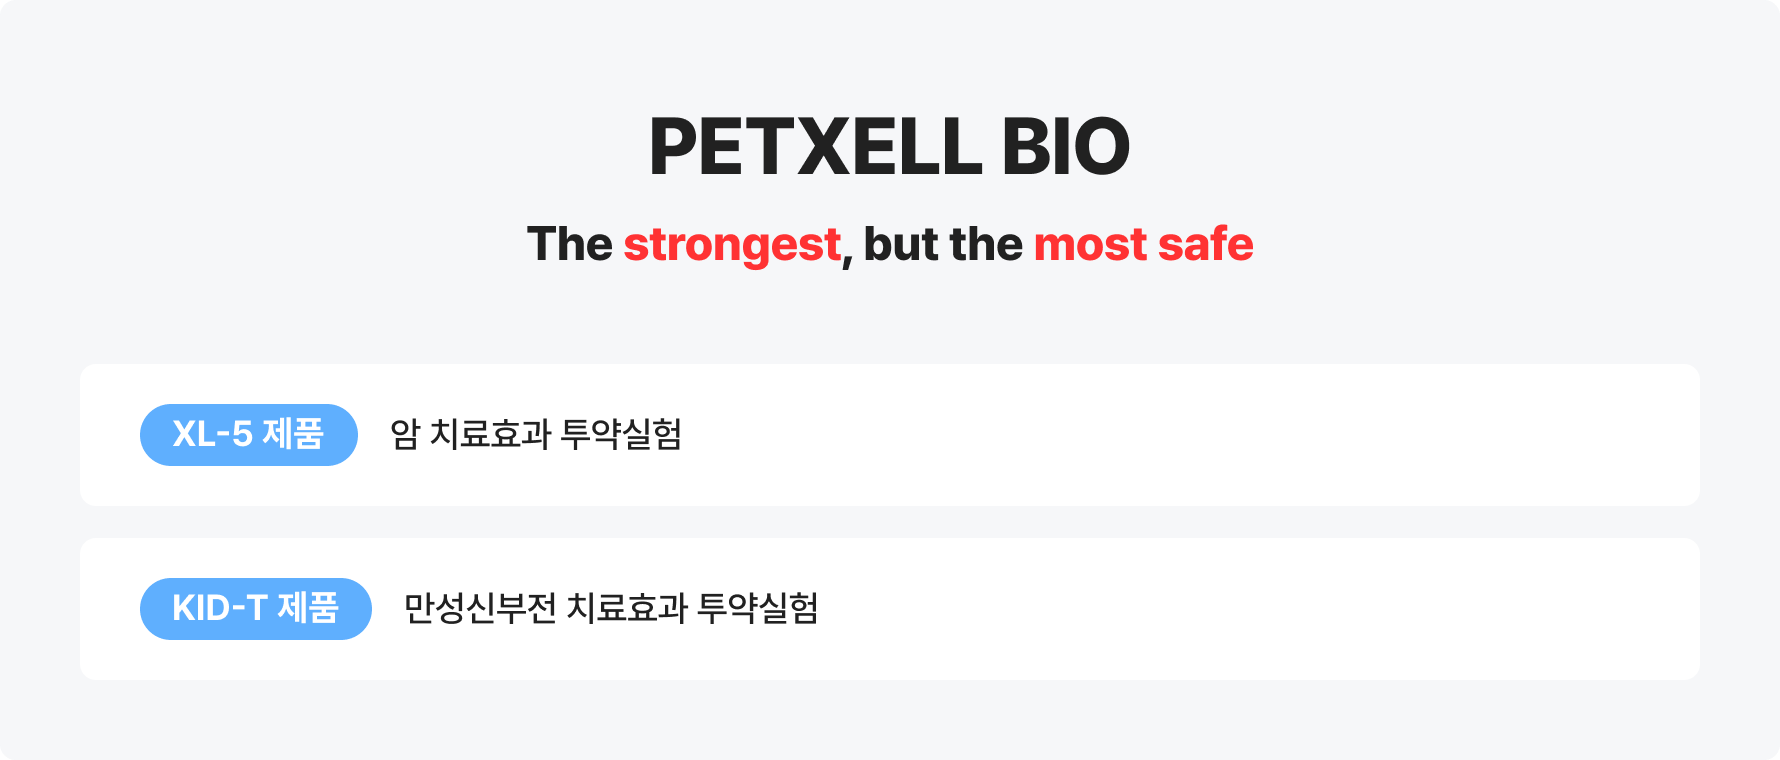 PETXELL BIO
The strongest, but the most safe
XL-5 제품 암 치료효과 투약실험
KID-T 제품 만성신부전 치료효과 투약실험